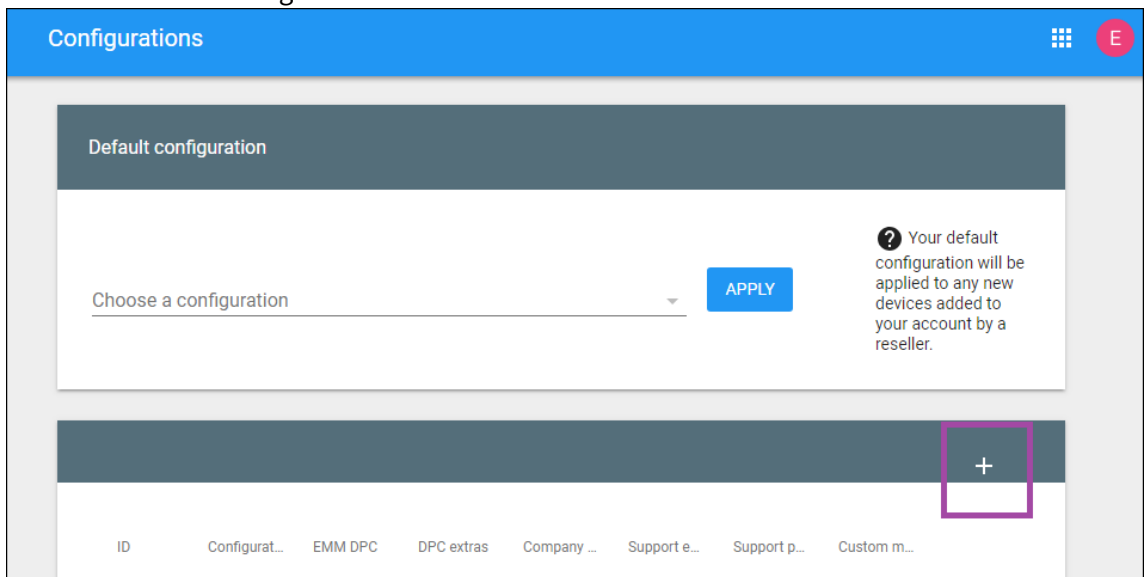 Configurations
E
Default configuration
? Your default
configuration will be
applied to any new
devices added to
your account by a
reseller.
Choose a configuration
APPLY
+
ID Configurat... EMM DPC DPC extras Company ... Support e... Support p... Custom m...